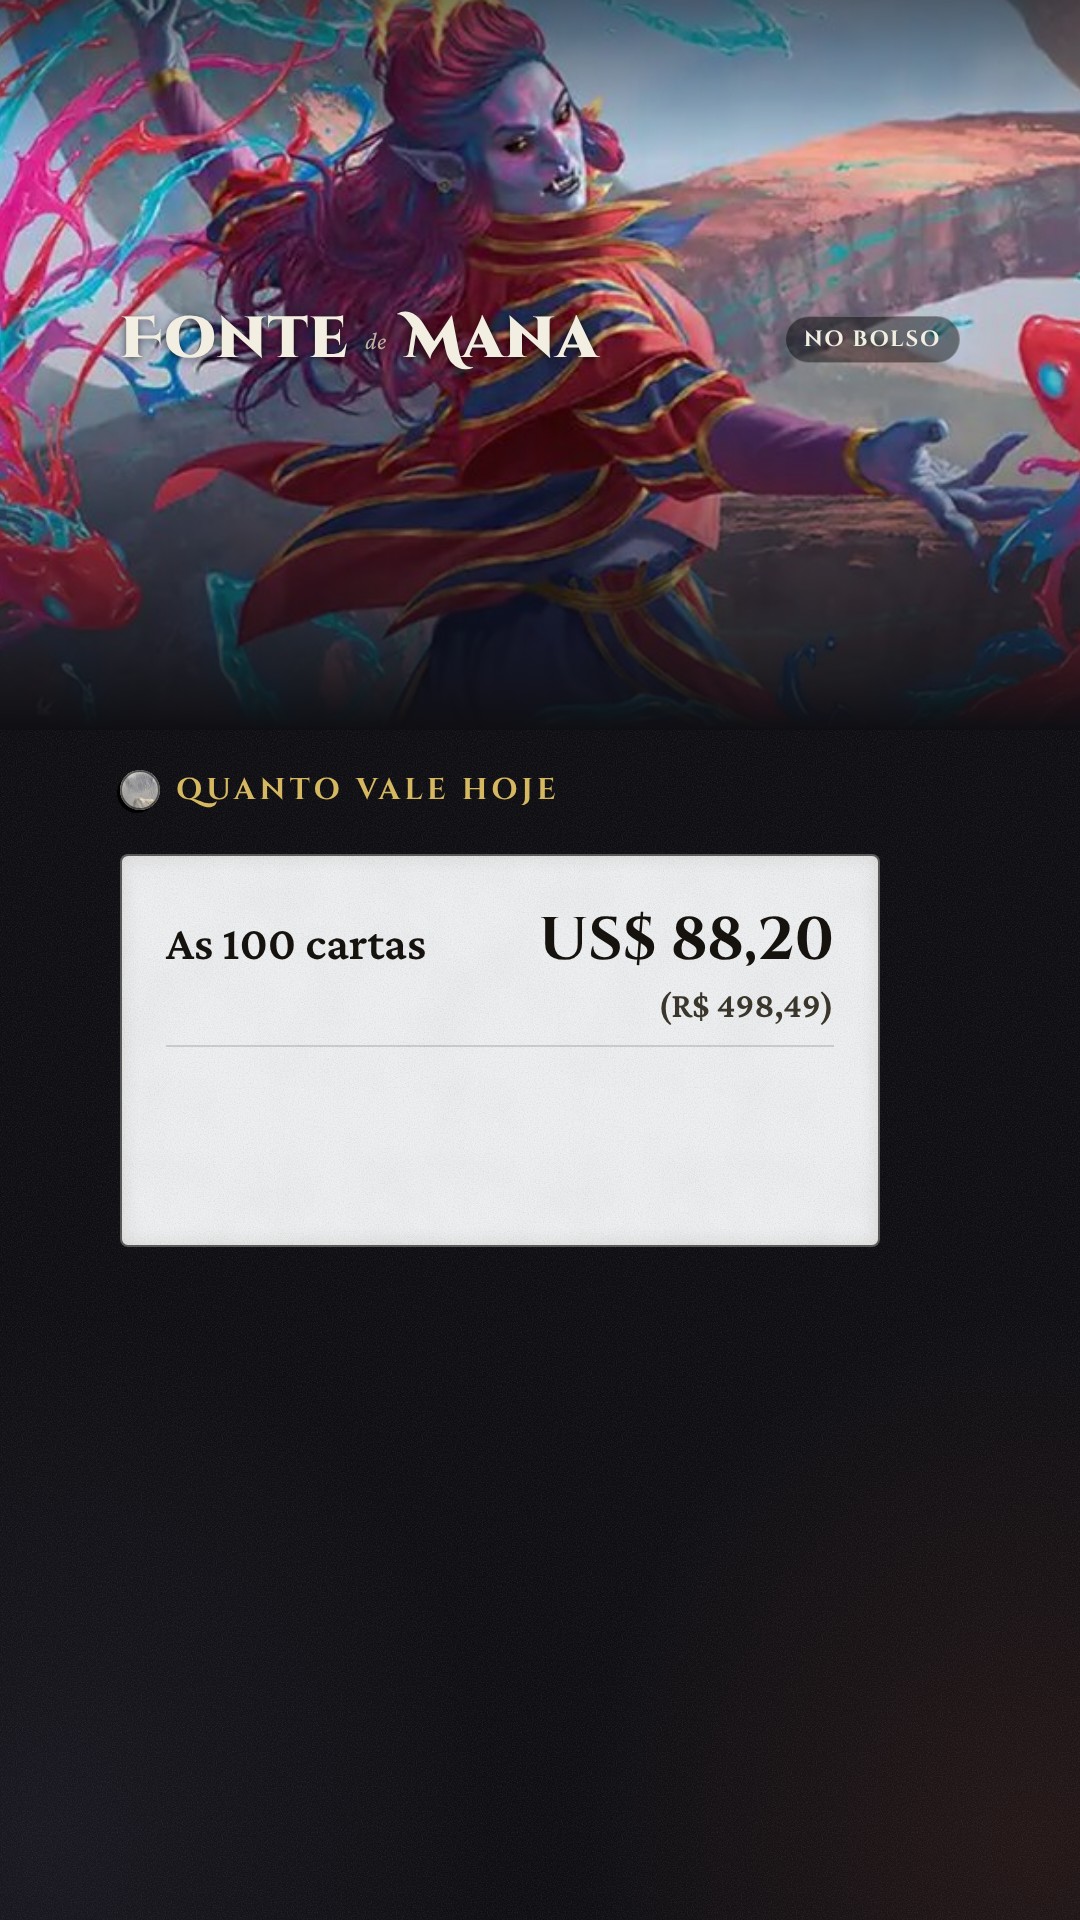 FONTE de MANA
NO BOLSO
QUANTO VALE HOJE
As 100 cartas US$ 88,20
(R$ 498,49)